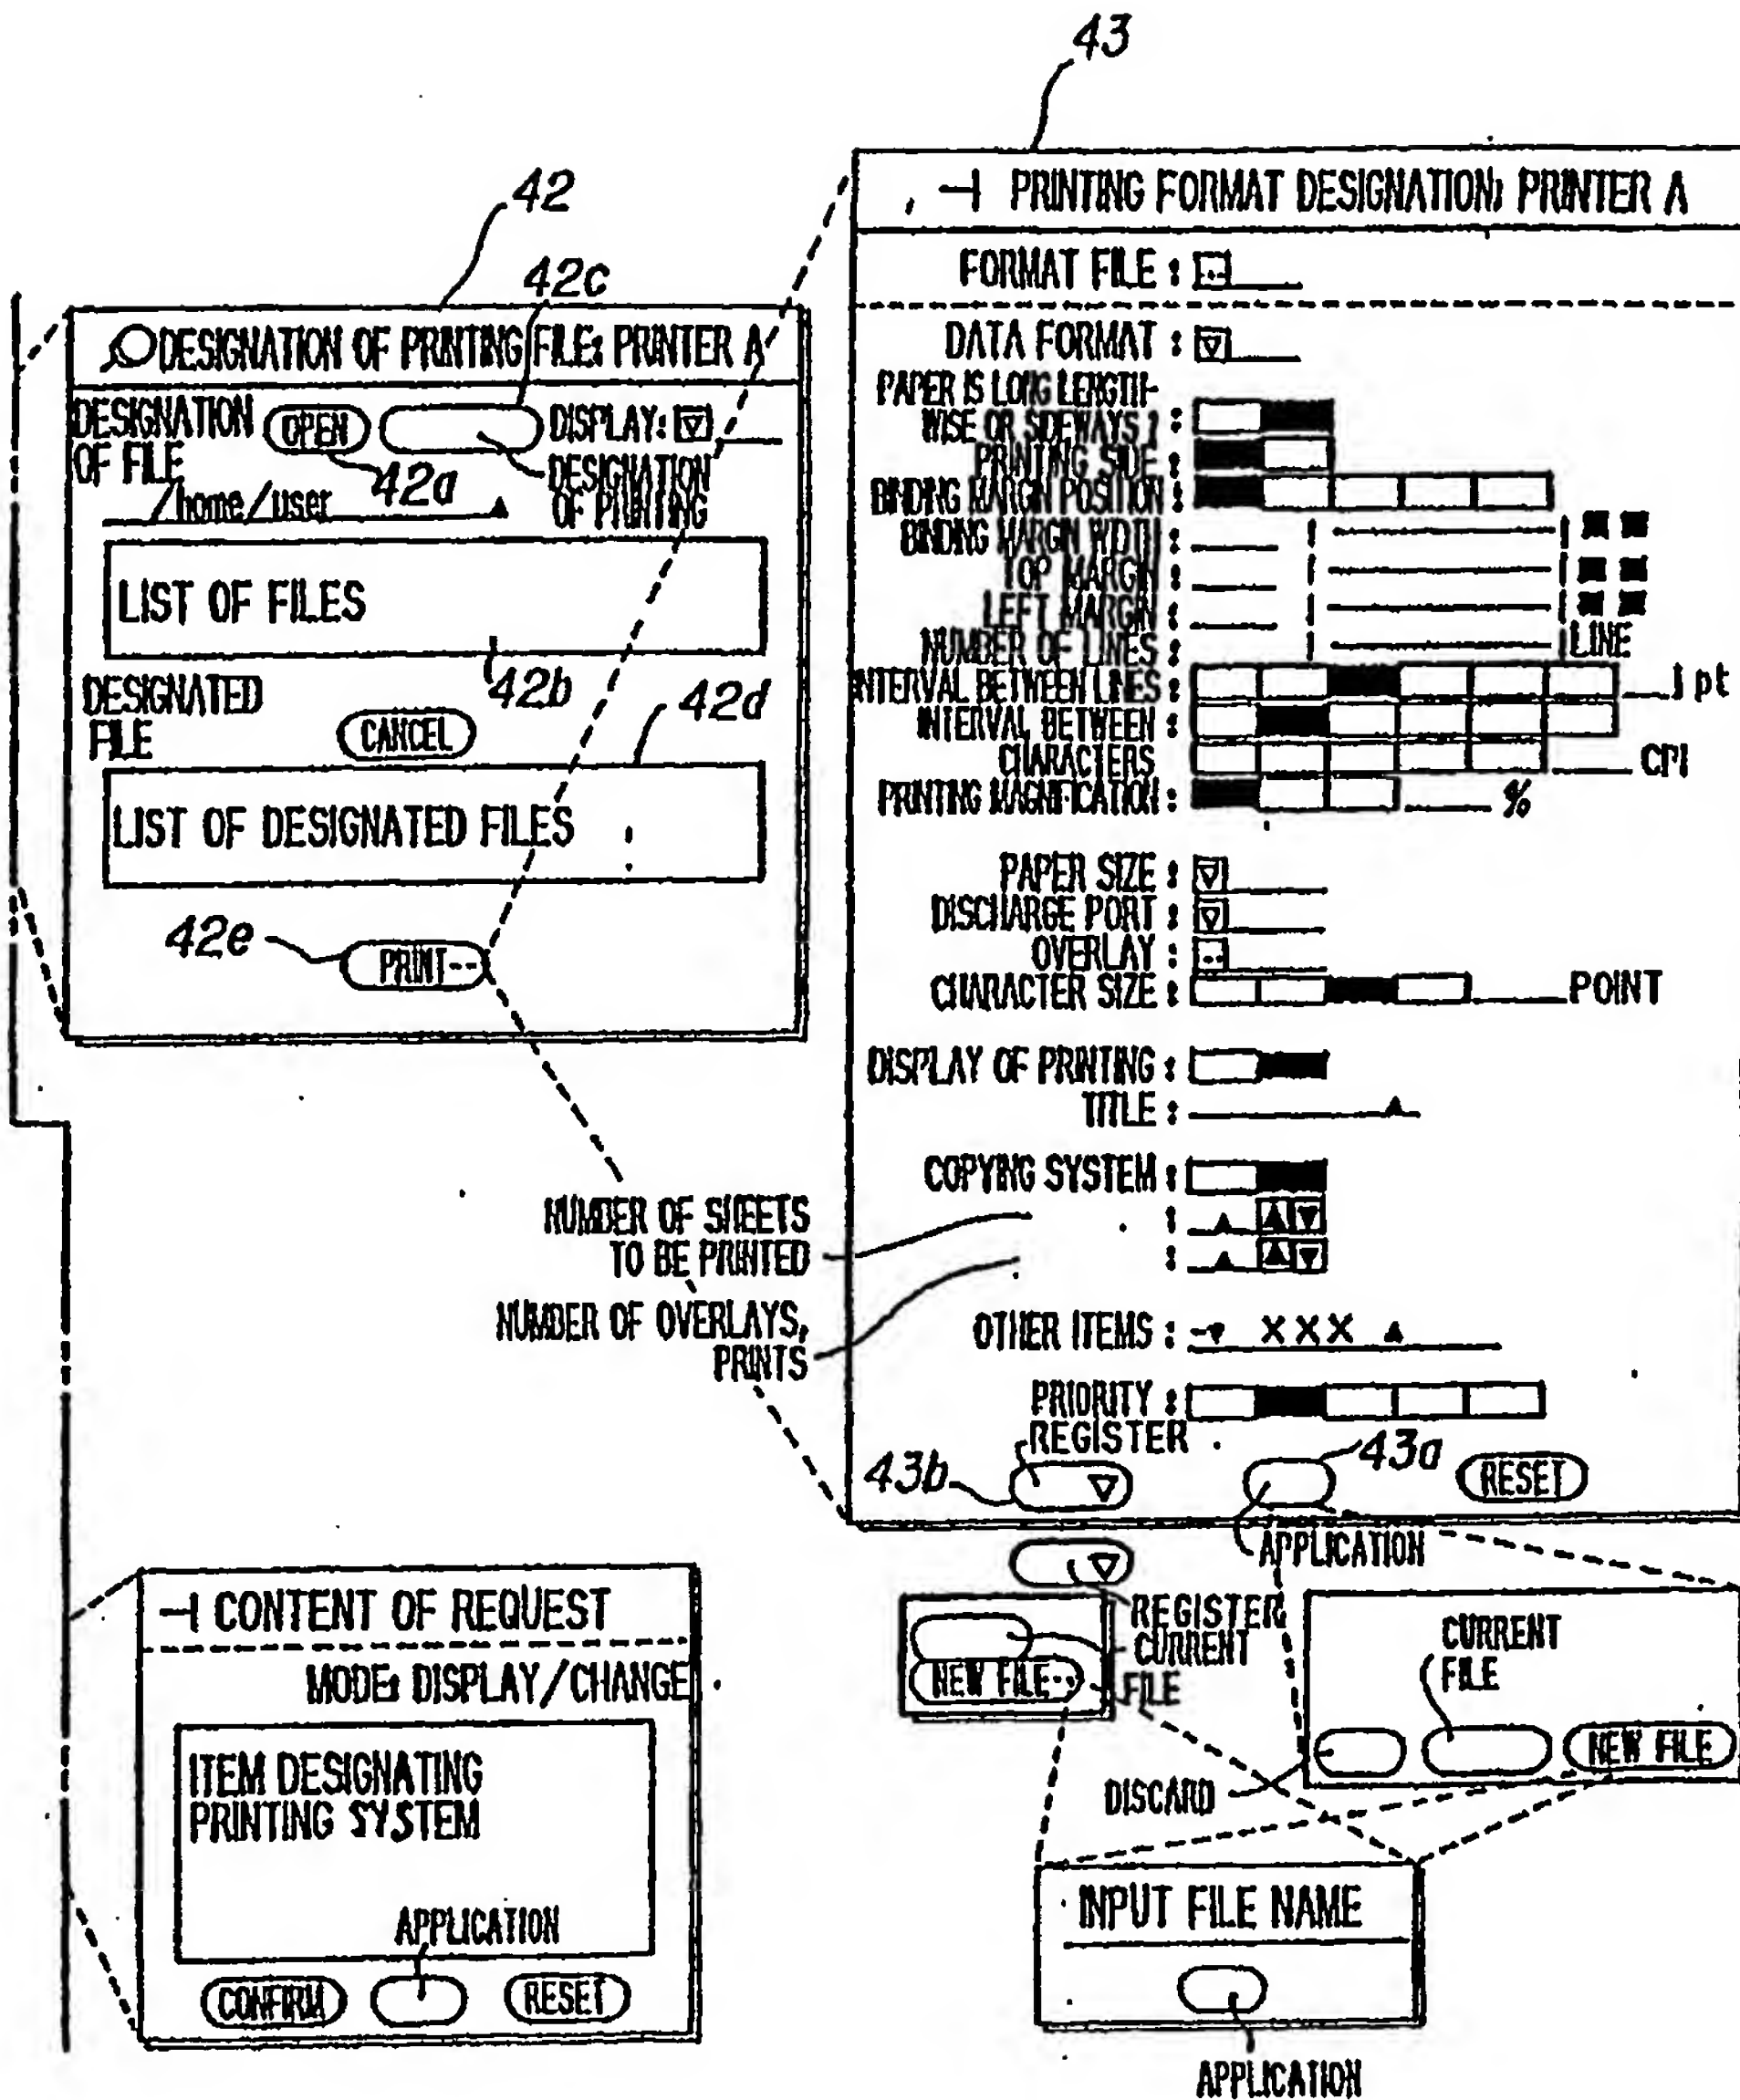 43
42
42c
DESIGNATION OF PRINTING FILE: PRINTER A
DESIGNATION
OF FILE
OPEN
DISPLAY:
42a
DESIGNATION
OF PRINTING
/home/user
LIST OF FILES
42b
DESIGNATED
FILE
CANCEL
42d
LIST OF DESIGNATED FILES
42e
PRINT--
PRINTING FORMAT DESIGNATION: PRINTER A
FORMAT FILE :
DATA FORMAT :
PAPER IS LONG LENGTH-
WISE OR SIDEWAYS ? :
PRINTING SIDE :
BINDING MARGIN POSITION :
BINDING MARGIN WIDTH :
TOP MARGIN :
LEFT MARGIN :
NUMBER OF LINES :
LINE
INTERVAL BETWEEN LINES :
1 pt
INTERVAL BETWEEN :
CHARACTERS
CPI
PRINTING MAGNIFICATION :
%
PAPER SIZE :
DISCHARGE PORT :
OVERLAY :
CHARACTER SIZE :
POINT
DISPLAY OF PRINTING :
TITLE :
COPYING SYSTEM :
NUMBER OF SHEETS
TO BE PRINTED
:
NUMBER OF OVERLAYS,
PRINTS
:
OTHER ITEMS :
X X X
PRIORITY :
REGISTER
43b
43a
RESET
APPLICATION
REGISTER
CURRENT
FILE
NEW FILE--
CURRENT
FILE
NEW FILE
DISCARD
INPUT FILE NAME
APPLICATION
CONTENT OF REQUEST
MODE: DISPLAY/CHANGE
ITEM DESIGNATING
PRINTING SYSTEM
APPLICATION
CONFIRM
RESET